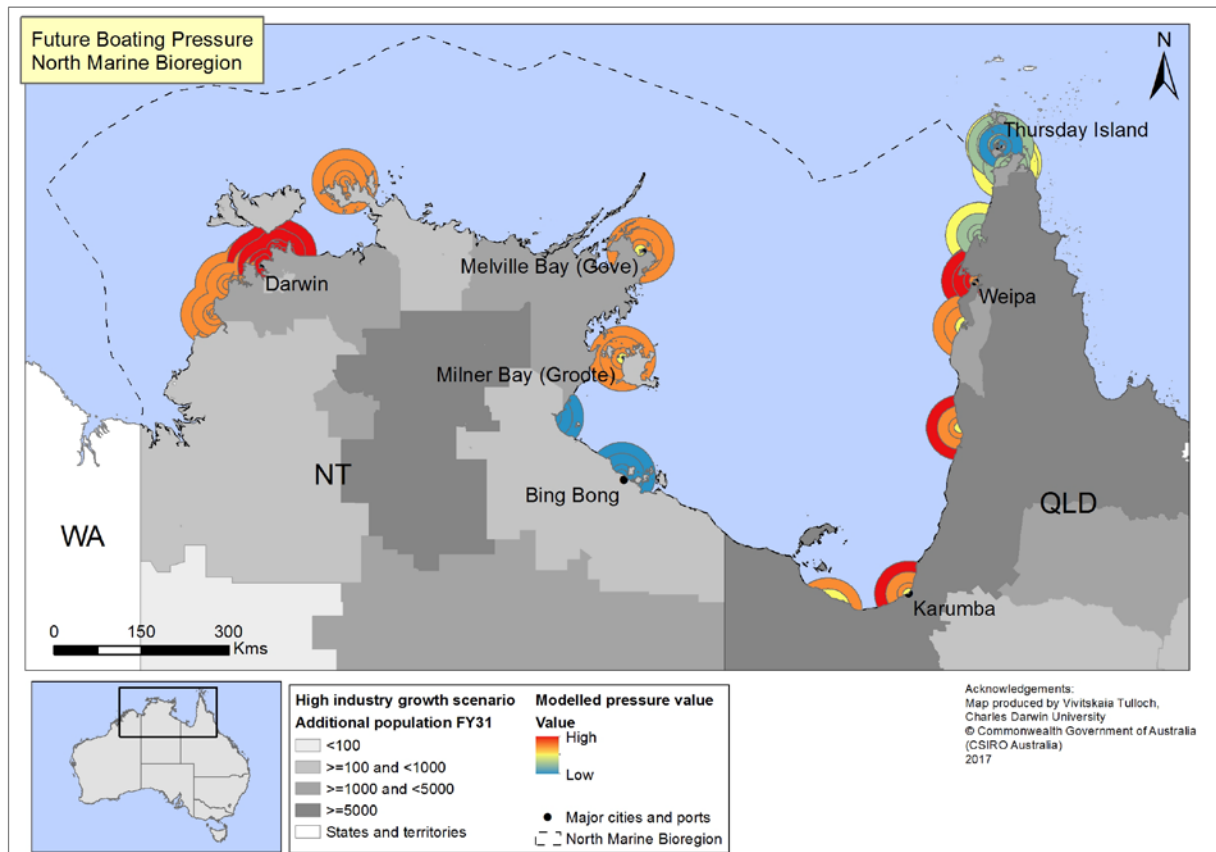 Future Boating Pressure
North Marine Bioregion
N
Thursday Island
Darwin
Melville Bay (Gove)
Weipa
Milner Bay (Groote)
NT
Bing Bong
QLD
WA
Karumba
0 150 300
Kms
High industry growth scenario
Additional population FY31
<100
>=100 and <1000
>=1000 and <5000
>=5000
States and territories
Modelled pressure value
Value
High
Low
Major cities and ports
North Marine Bioregion
Acknowledgements:
Map produced by Vivitskaia Tulloch,
Charles Darwin University
© Commonwealth Government of Australia
(CSIRO Australia)
2017